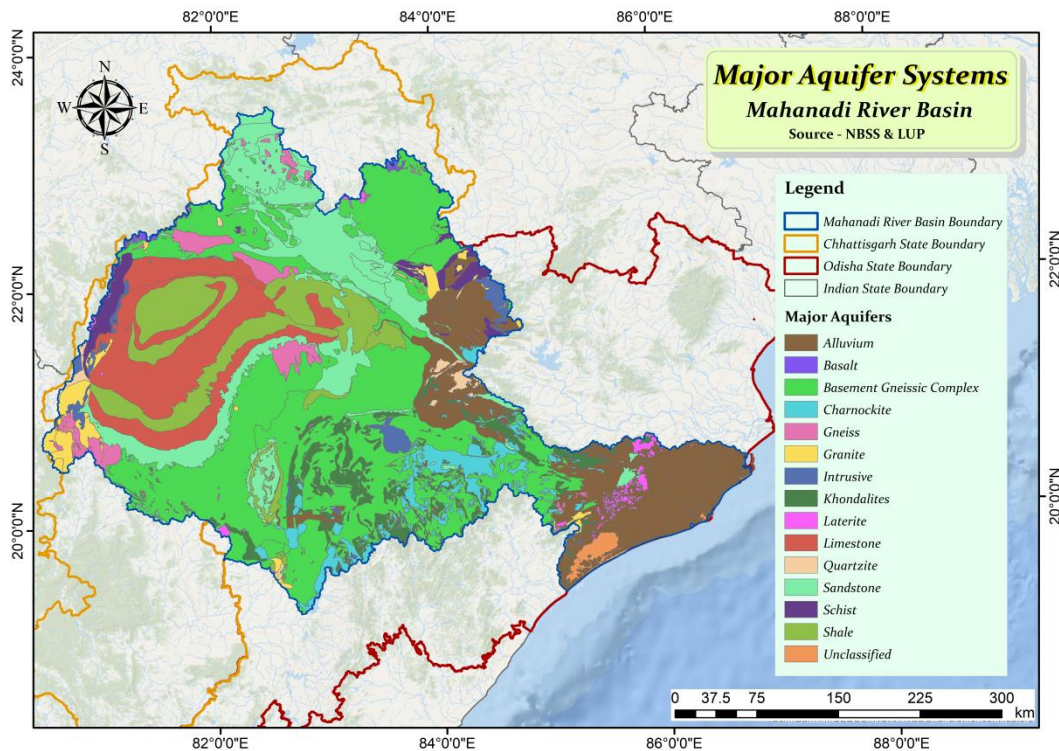 82°0'0"E
84°0'0"E
86°0'0"E
88°0'0"E
24°0'0"N
22°0'0"N
20°0'0"N
22°0'0"N
20°0'0"N
N
W
E
S
Major Aquifer Systems
Mahanadi River Basin
Source - NBSS & LUP
Legend
Mahanadi River Basin Boundary
Chhattisgarh State Boundary
Odisha State Boundary
Indian State Boundary
Major Aquifers
Alluvium
Basalt
Basement Gneissic Complex
Charnockite
Gneiss
Granite
Intrusive
Khondalites
Laterite
Limestone
Quartzite
Sandstone
Schist
Shale
Unclassified
0 37.5 75 150 225 300
km
82°0'0"E
84°0'0"E
86°0'0"E